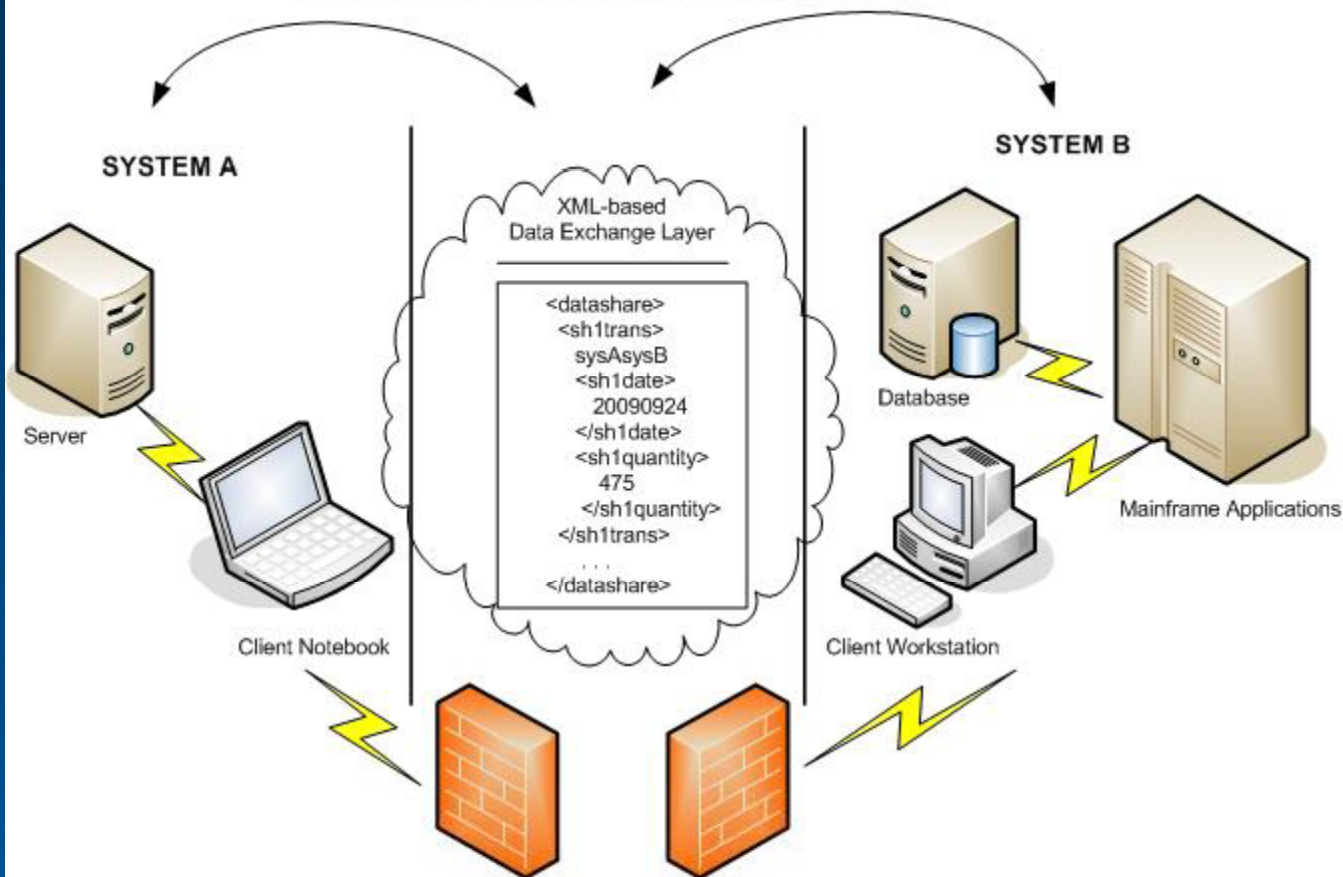 SYSTEM A
SYSTEM B
XML-based
Data Exchange Layer
<datashare>
<sh1trans>
sysAsysB
<sh1date>
20090924
</sh1date>
<sh1quantity>
475
</sh1quantity>
</sh1trans>
. . .
</datashare>
Server
Client Notebook
Database
Mainframe Applications
Client Workstation